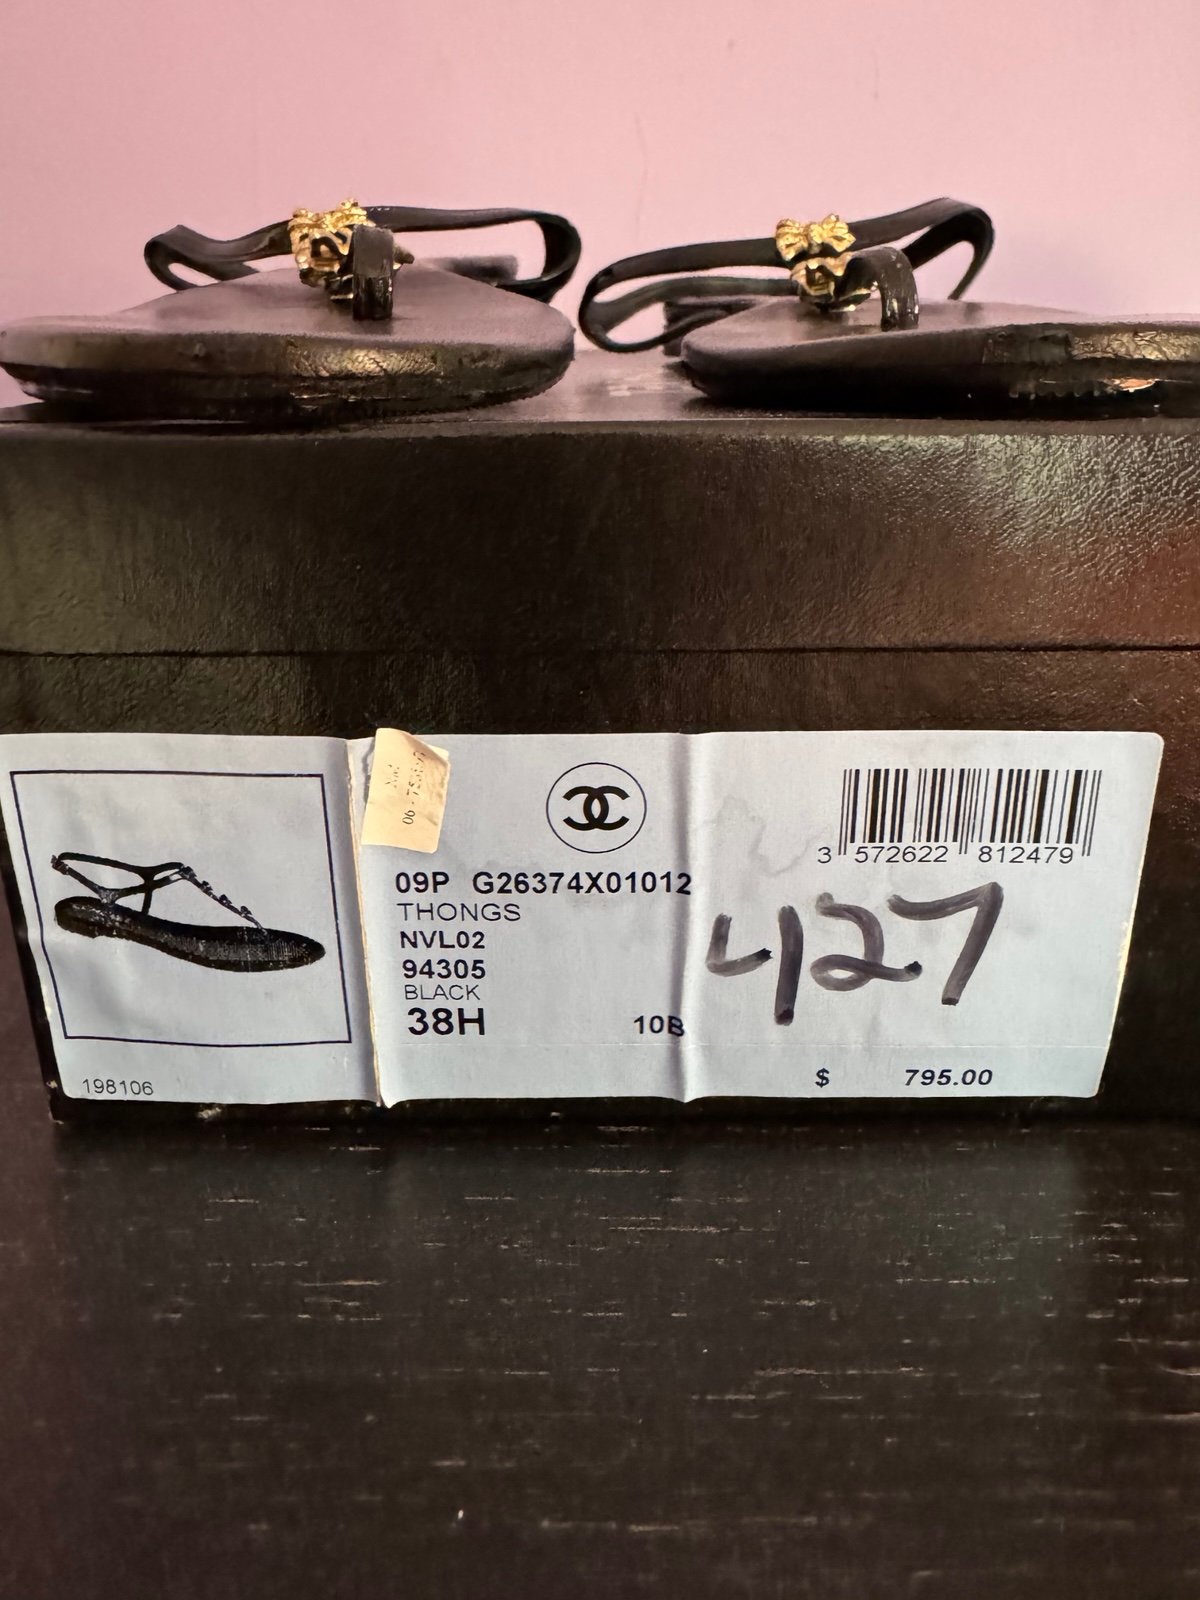 09P G26374X01012
THONGS
NVL02
94305
BLACK
38H 10B
198106
3 572622 812479
427
$ 795.00